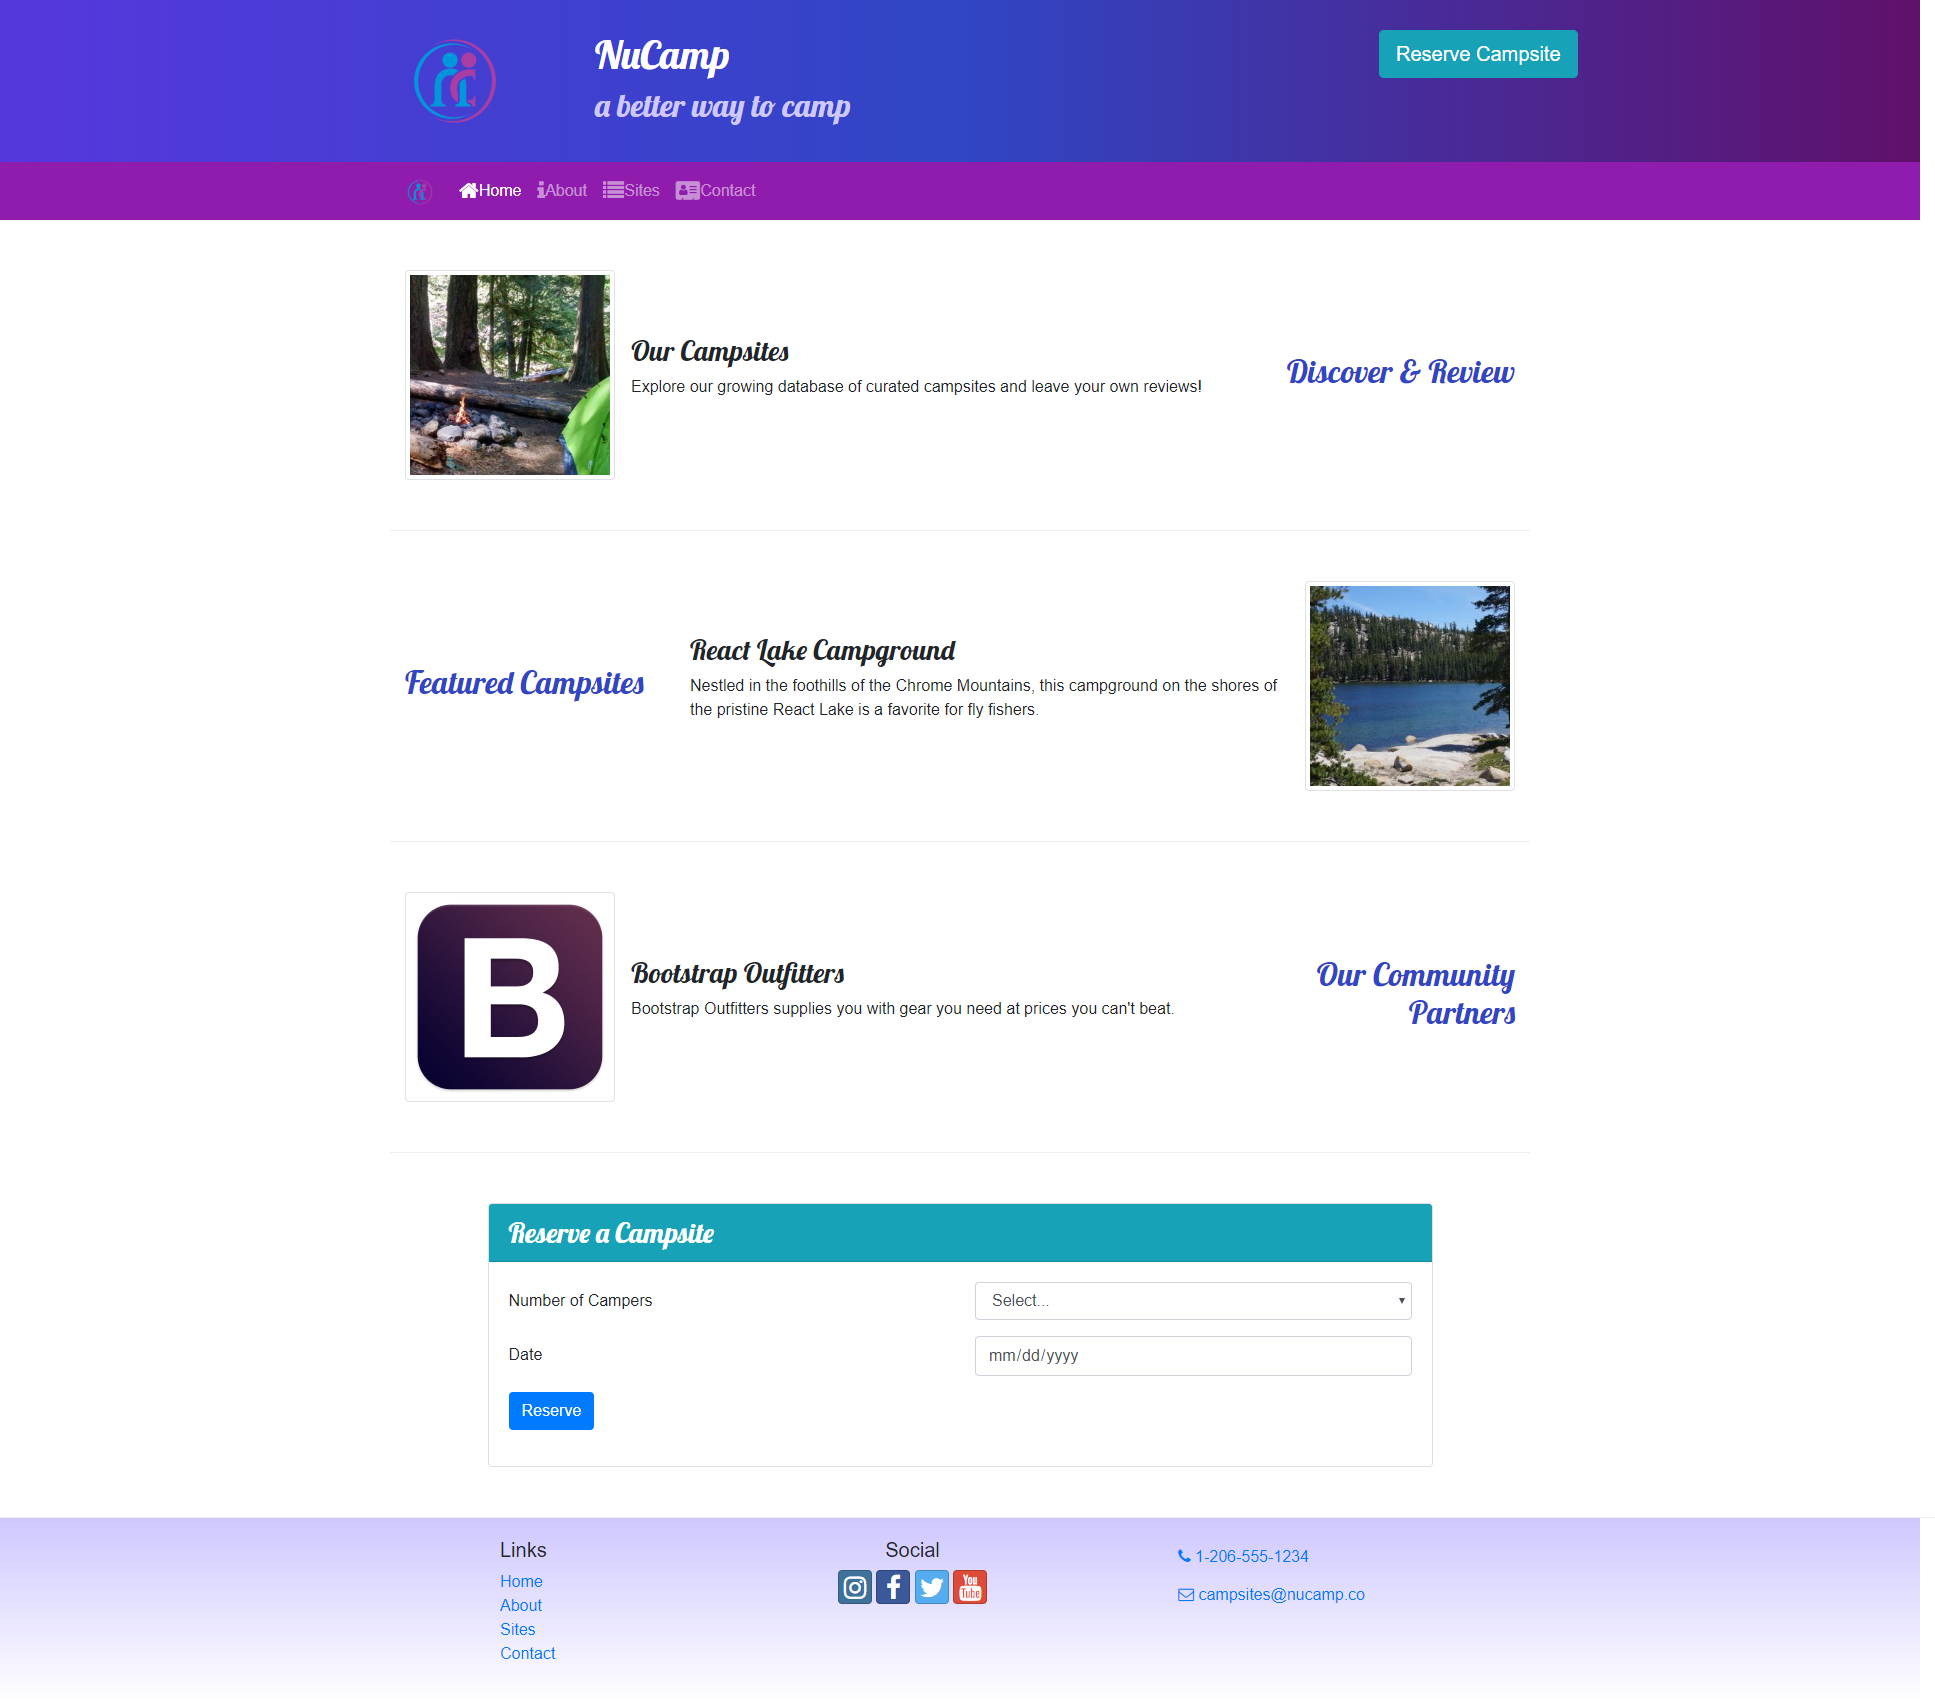 NuCamp
a better way to camp
Reserve Campsite
Home About Sites Contact
Our Campsites
Explore our growing database of curated campsites and leave your own reviews!
Discover & Review
Featured Campsites
React Lake Campground
Nestled in the foothills of the Chrome Mountains, this campground on the shores of
the pristine React Lake is a favorite for fly fishers.
B
Bootstrap Outfitters
Bootstrap Outfitters supplies you with gear you need at prices you can't beat.
Our Community
Partners
Reserve a Campsite
Number of Campers
Select...
Date
mm/dd/yyyy
Reserve
Links
Home
About
Sites
Contact
Social
You
Tube
1-206-555-1234
campsites@nucamp.co